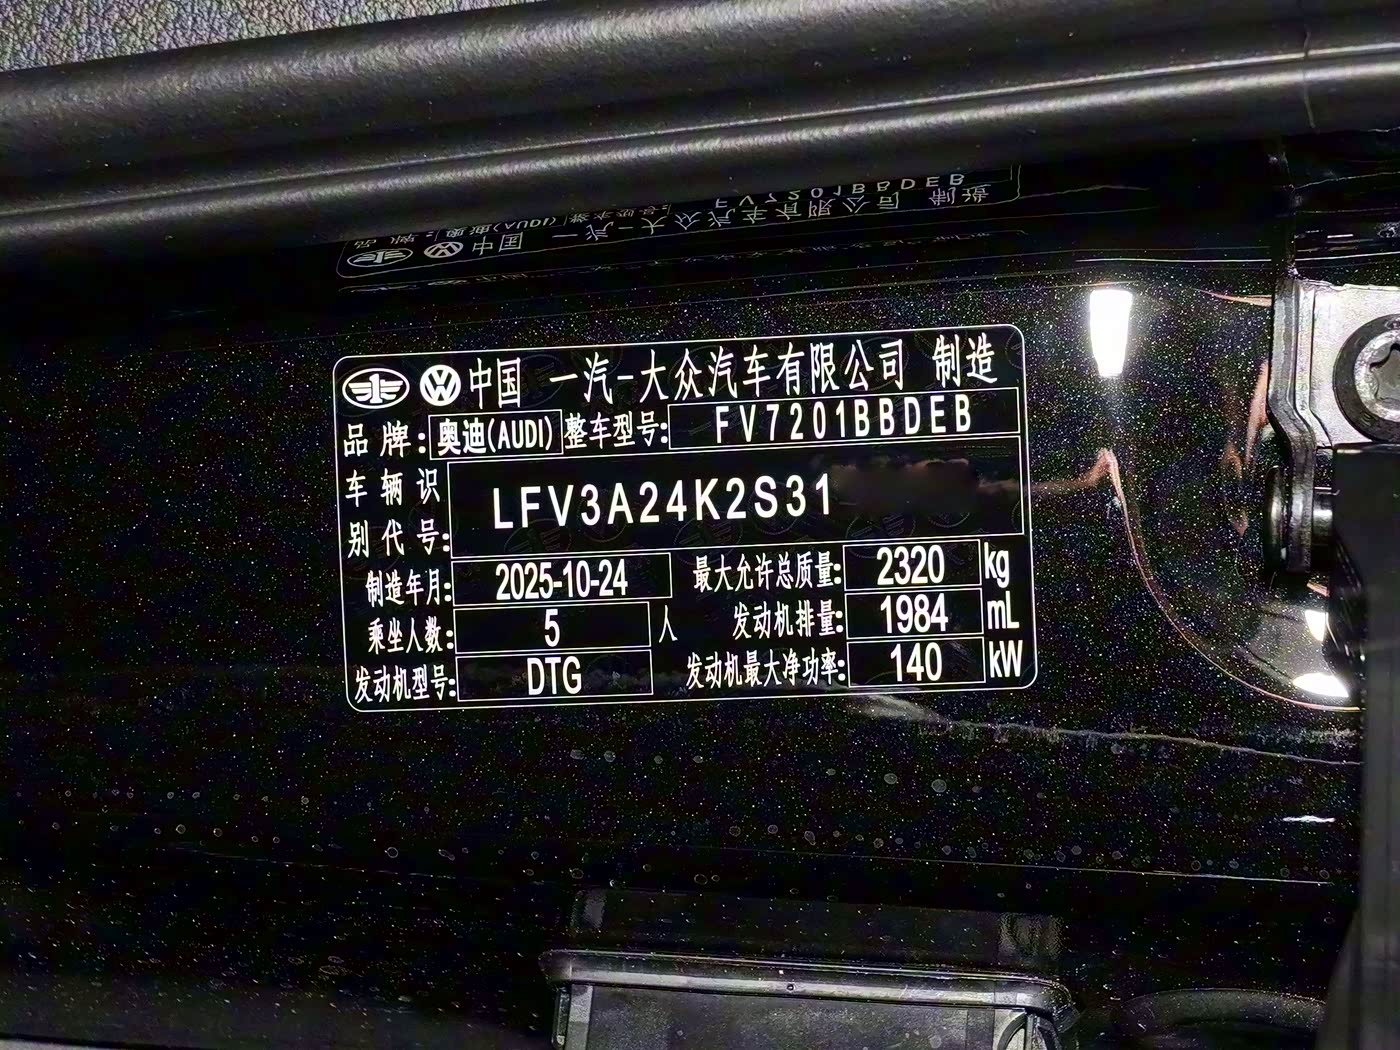 中国 一汽-大众汽车有限公司 制造
品牌:奥迪(AUDI) 整车型号: FV7201BBDEB
车辆识别代号: LFV3A24K2S31
制造年月: 2025-10-24 最大允许总质量: 2320 kg
乘坐人数: 5 人 发动机排量: 1984 mL
发动机型号: DTG 发动机最大净功率: 140 kW